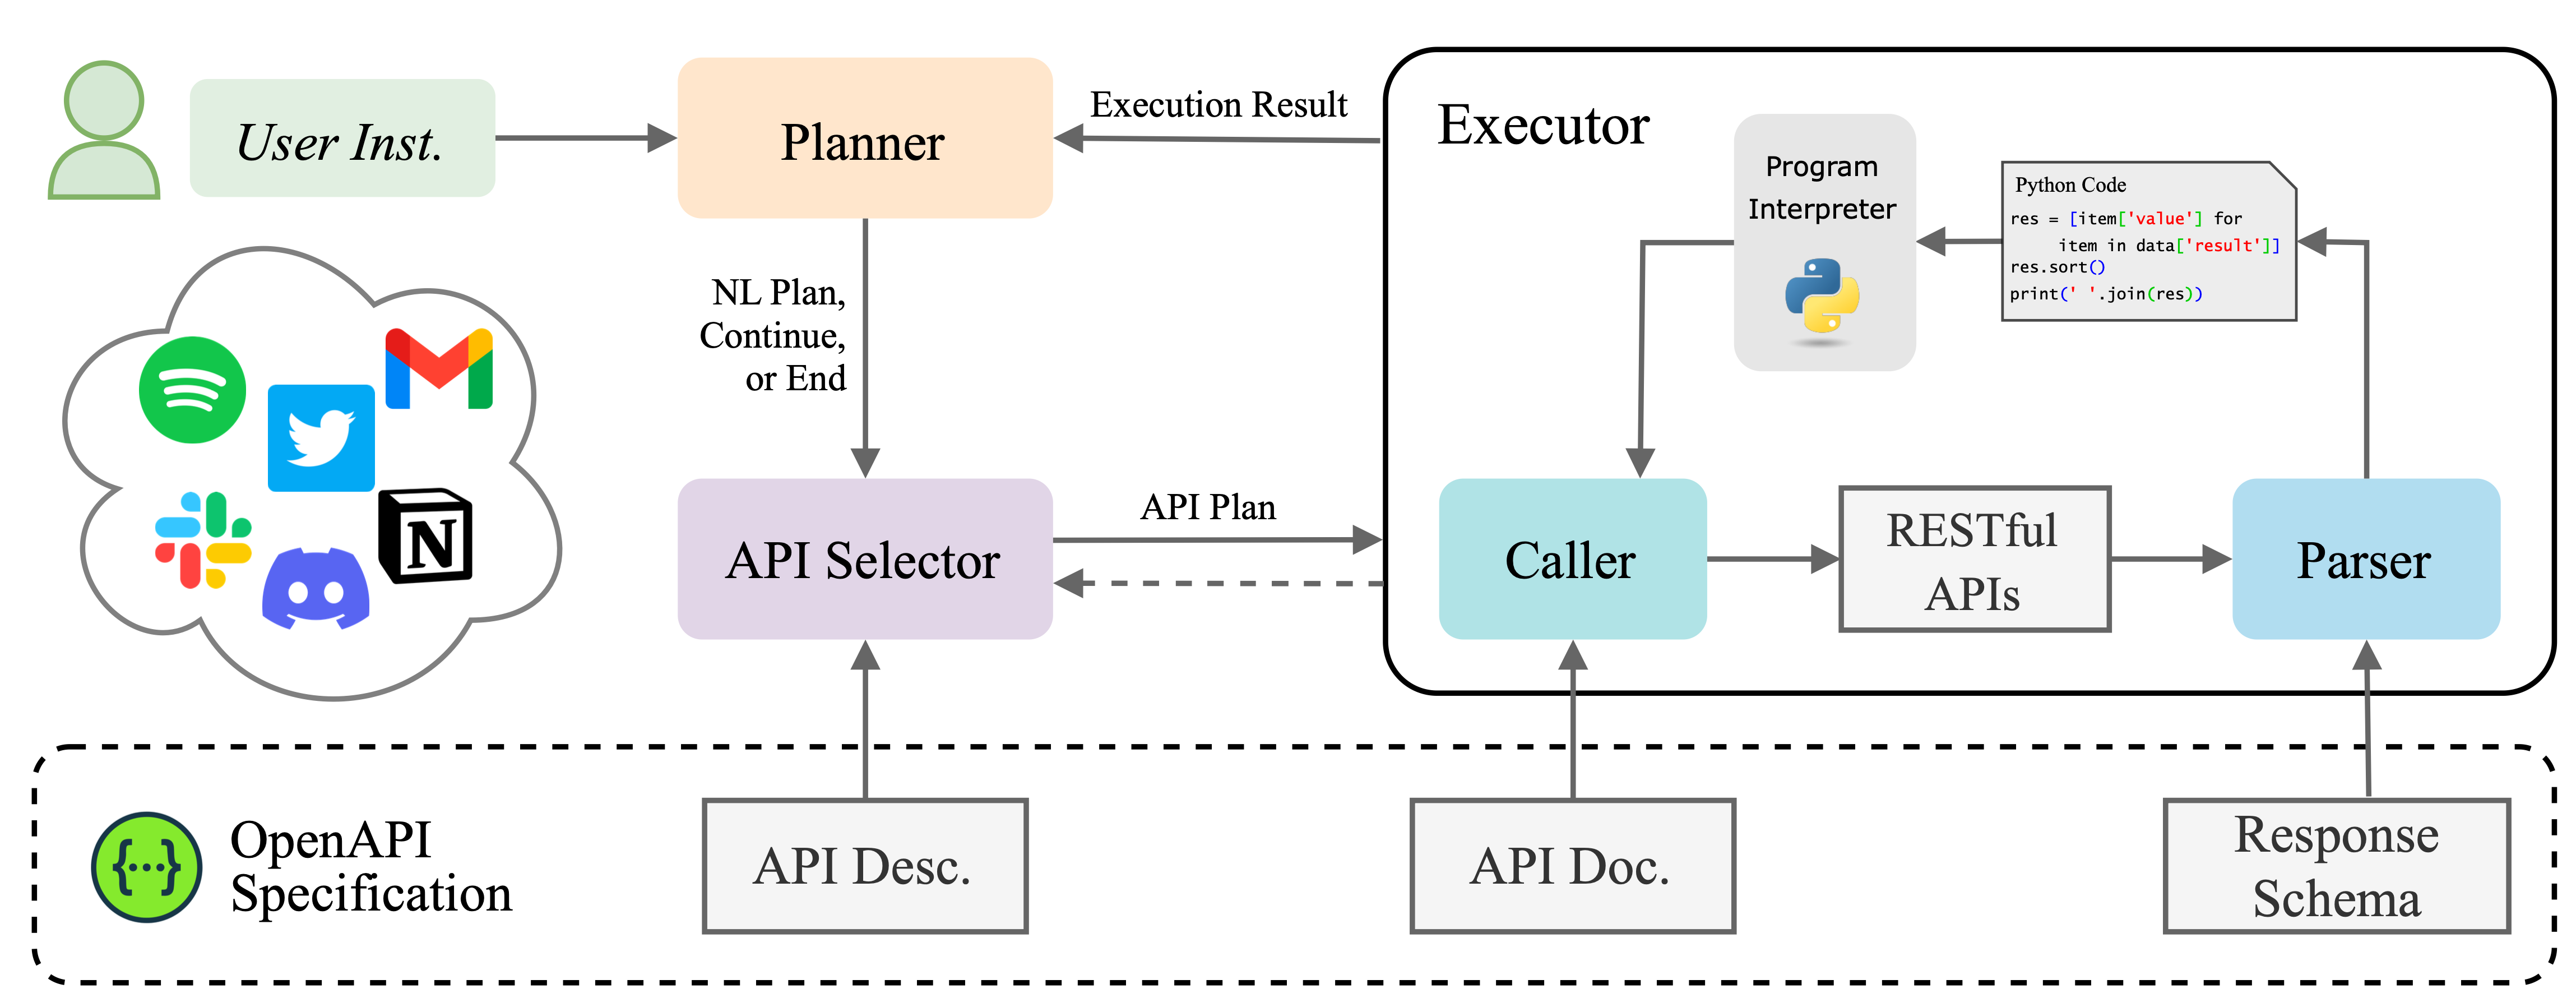 User Inst.
Planner
Execution Result
Executor
Program
Interpreter
Python Code
res = [item['value'] for
item in data['result']]
res.sort()
print(' '.join(res))
NL Plan,
Continue,
or End
N
API Selector
API Plan
Caller
RESTful
APIs
Parser
{···}
OpenAPI
Specification
API Desc.
API Doc.
Response
Schema